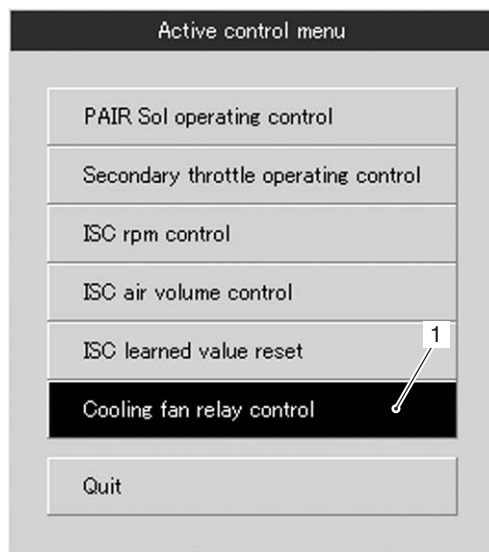 Active control menu
PAIR Sol operating control
Secondary throttle operating control
ISC rpm control
ISC air volume control
ISC learned value reset
1
Cooling fan relay control
Quit